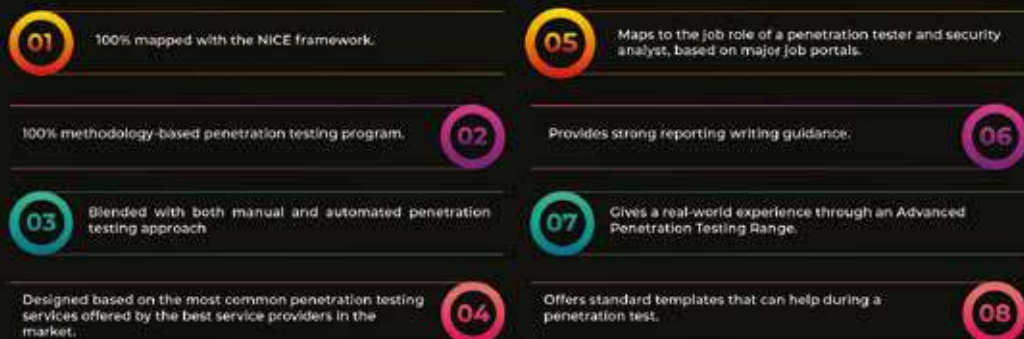 01
100% mapped with the NICE framework.
100% methodology-based penetration testing program.
02
03
Blended with both manual and automated penetration
testing approach
Designed based on the most common penetration testing
services offered by the best service providers in the
market.
04
05
Maps to the job role of a penetration tester and security
analyst, based on major job portals.
Provides strong reporting writing guidance.
06
07
Gives a real-world experience through an Advanced
Penetration Testing Range.
Offers standard templates that can help during a
penetration test.
08